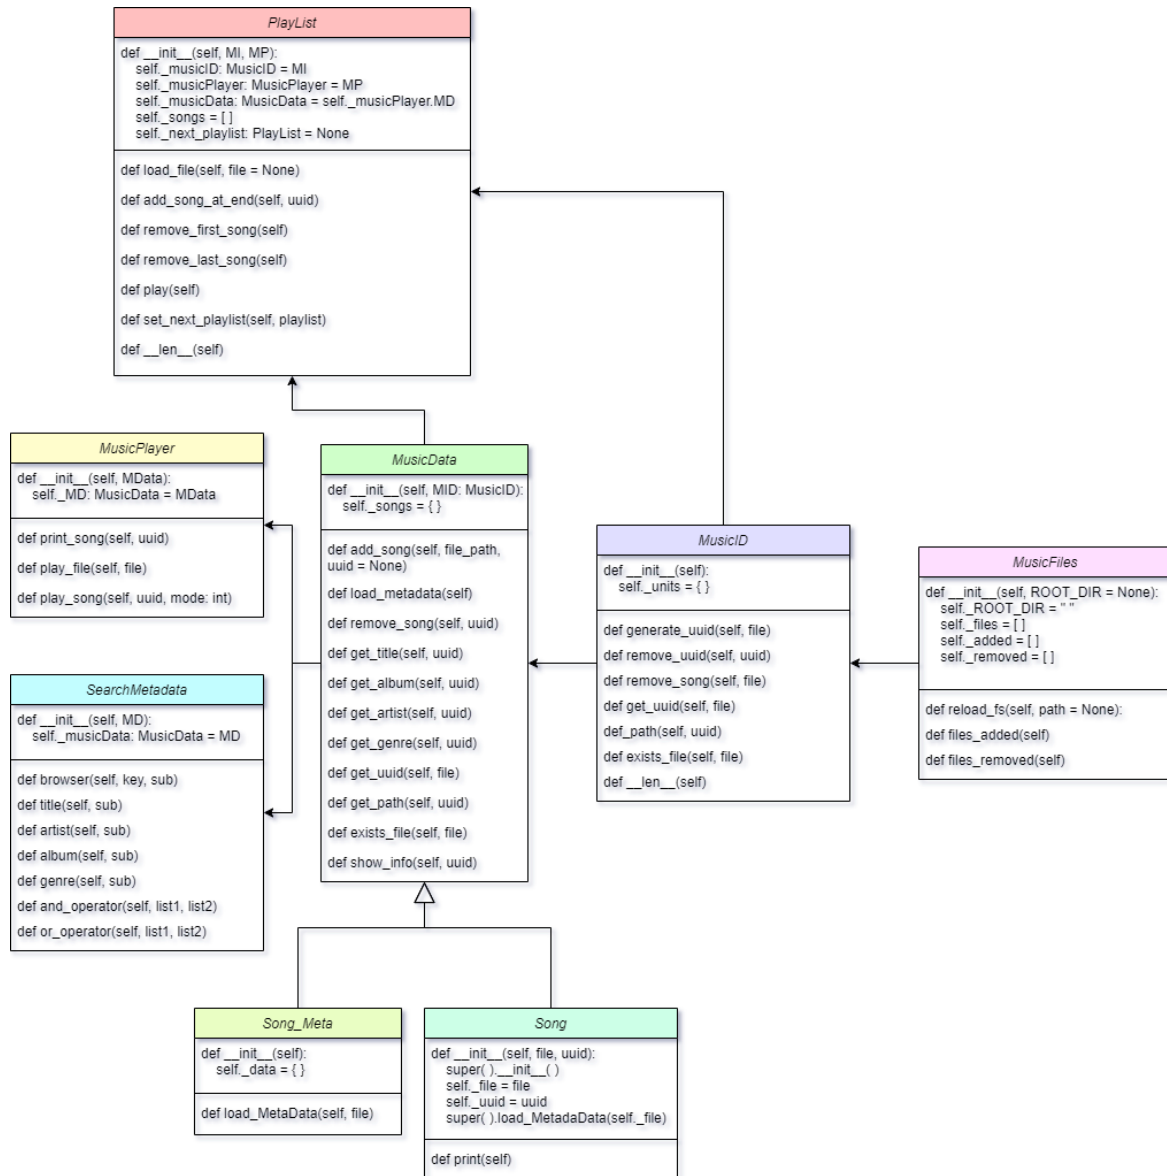 PlayList
def __init__(self, MI, MP):
self._musicID: MusicID = MI
self._musicPlayer: MusicPlayer = MP
self._musicData: MusicData = self._musicPlayer.MD
self._songs = [ ]
self._next_playlist: PlayList = None
def load_file(self, file = None)
def add_song_at_end(self, uuid)
def remove_first_song(self)
def remove_last_song(self)
def play(self)
def set_next_playlist(self, playlist)
def __len__(self)
MusicPlayer
def __init__(self, MData):
self._MD: MusicData = MData
def print_song(self, uuid)
def play_file(self, file)
def play_song(self, uuid, mode: int)
SearchMetadata
def __init__(self, MD):
self._musicData: MusicData = MD
def browser(self, key, sub)
def title(self, sub)
def artist(self, sub)
def album(self, sub)
def genre(self, sub)
def and_operator(self, list1, list2)
def or_operator(self, list1, list2)
MusicData
def __init__(self, MID: MusicID):
self._songs = { }
def add_song(self, file_path,
uuid = None)
def load_metadata(self)
def remove_song(self, uuid)
def get_title(self, uuid)
def get_album(self, uuid)
def get_artist(self, uuid)
def get_genre(self, uuid)
def get_uuid(self, file)
def get_path(self, uuid)
def exists_file(self, file)
def show_info(self, uuid)
MusicID
def __init__(self):
self._units = { }
def generate_uuid(self, file)
def remove_uuid(self, uuid)
def remove_song(self, file)
def get_uuid(self, file)
def_path(self, uuid)
def exists_file(self, file)
def __len__(self)
MusicFiles
def __init__(self, ROOT_DIR = None):
self._ROOT_DIR = " "
self._files = [ ]
self._added = [ ]
self._removed = [ ]
def reload_fs(self, path = None):
def files_added(self)
def files_removed(self)
Song_Meta
def __init__(self):
self._data = { }
def load_MetaData(self, file)
Song
def __init__(self, file, uuid):
super( ).__init__( )
self._file = file
self._uuid = uuid
super( ).load_MetadaData(self._file)
def print(self)